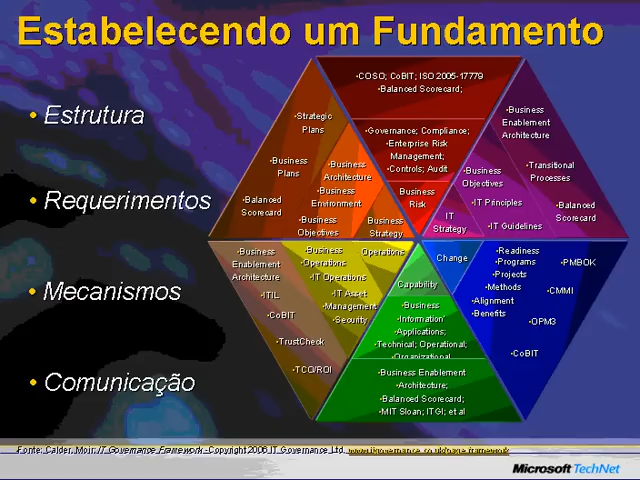 Estabelecendo um Fundamento
• Estrutura
• Requerimentos
• Mecanismos
• Comunicação
•COSO; CoBIT; ISO 2005-17779
•Balanced Scorecard;
•Governance; Compliance;
•Enterprise Risk
Management;
•Controls; Audit
Business
Risk
•Strategic
Plans
•Business
Plans
•Balanced
Scorecard
•Business
Architecture
•Business
Environment
•Business
Objectives
Business
Strategy
•Business
Enablement
Architecture
•Transitional
Processes
•Balanced
Scorecard
•Business
Objectives
•IT Principles
•IT Guidelines
IT
Strategy
•Business
Enablement
Architecture
•ITIL
•CoBIT
•TrustCheck
•TCO/ROI
•Business
•Operations
•IT Operations
•IT Asset
•Management
•Security
Operations
Capability
•Business
•Information
•Applications;
•Technical; Operational;
•Organizational
•Business Enablement
•Architecture;
•Balanced Scorecard;
•MIT Sloan; ITGI; et al
Change
•Readiness
•Programs
•Projects
•Methods
•Alignment
•Benefits
•PMBOK
•CMMI
•OPM3
•CoBIT
Fonte: Calder, Moir: IT Governance Framework - Copyright 2006 IT Governance Ltd.
Microsoft TechNet